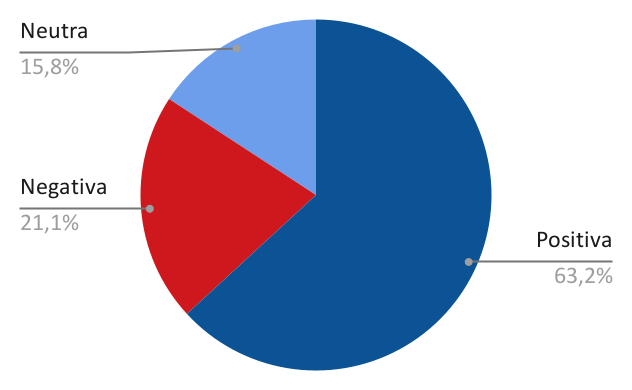 Neutra
15,8%
Negativa
21,1%
Positiva
63,2%